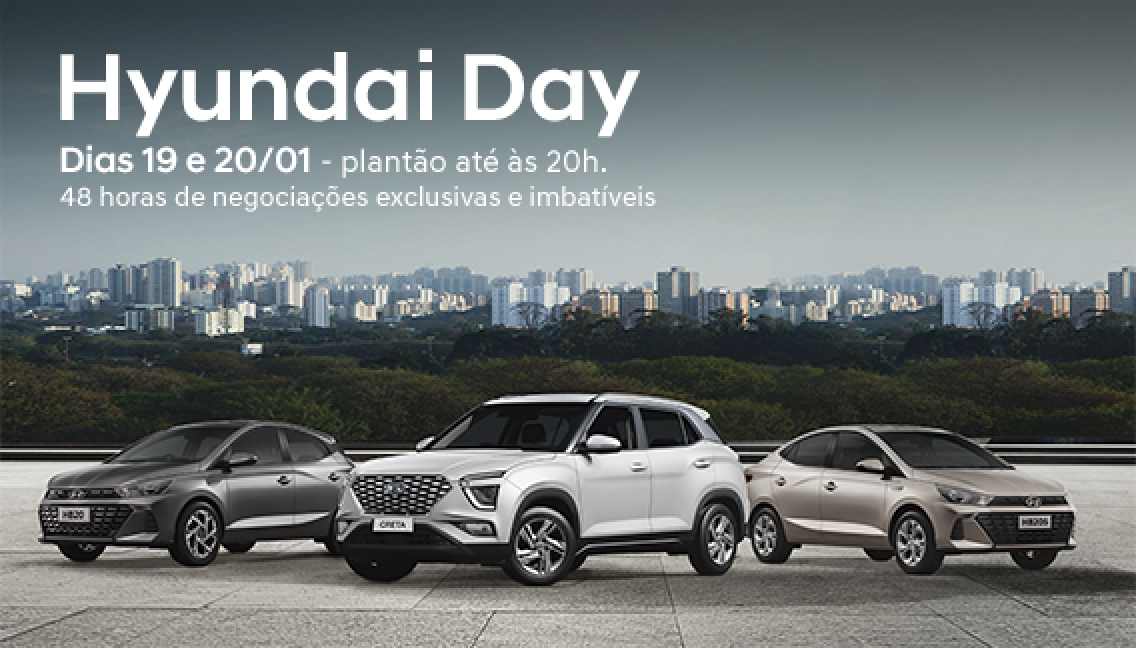 Hyundai Day
Dias 19 e 20/01 - plantão até às 20h.
48 horas de negociações exclusivas e imbatíveis
HB20
CRETA
HB20S